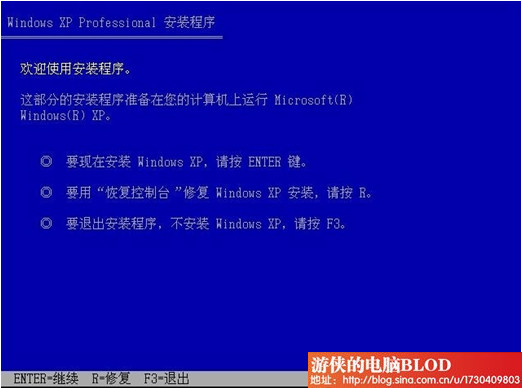 Windows XP Professional 安装程序
欢迎使用安装程序。
这部分的安装程序准备在您的计算机上运行 Microsoft(R)
Windows(R) XP。
◎ 要现在安装 Windows XP，请按 ENTER 键。
◎ 要用“恢复控制台”修复 Windows XP 安装，请按 R。
◎ 要退出安装程序，不安装 Windows XP，请按 F3。
游侠的电脑BLOD
地址：http://blog.sina.com.cn/u/1730409803
ENTER=继续 R=修复 F3=退出